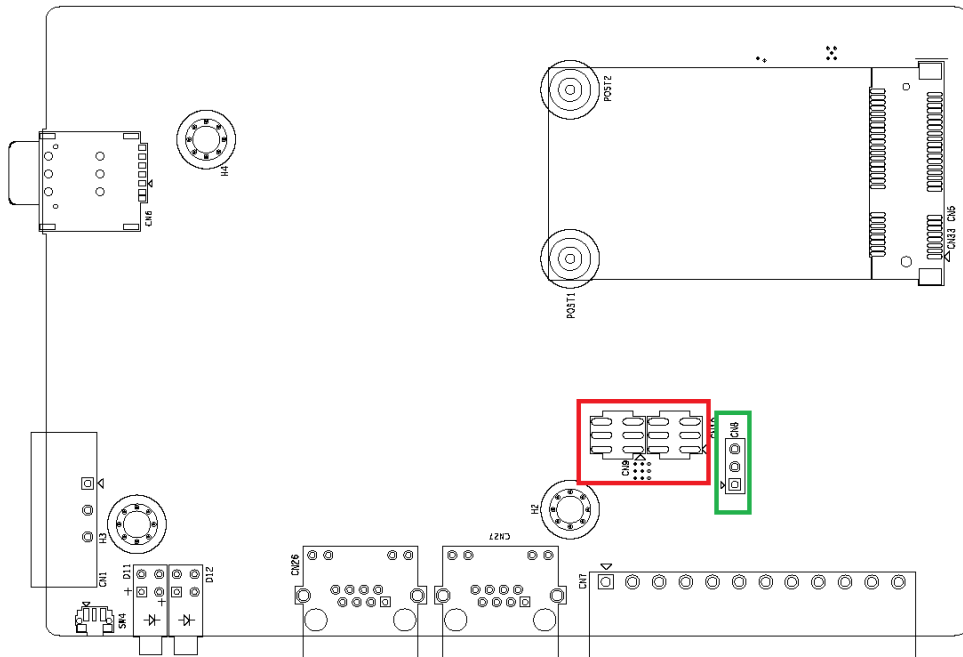 POST2
H4
CN6
CN5
CN33
POST1
CN8
CN9
H2
CN27
CN26
CN7
H3
D11
D12
CN1
+
+
SW4